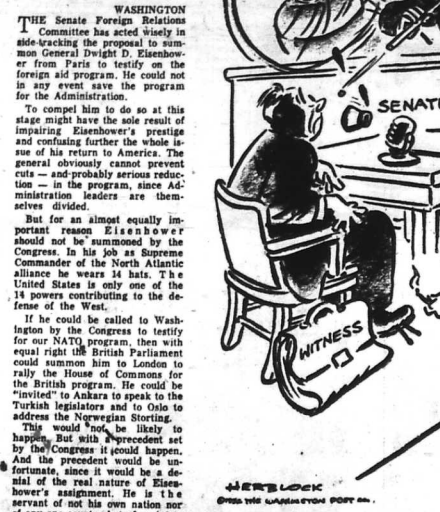 WASHINGTON
THE Senate Foreign Relations
Committee has acted wisely in
side-tracking the proposal to sum-
mon General Dwight D. Eisenhow-
er from Paris to testify on the
foreign aid program. He could not
in any event save the program
for the Administration.
To compel him to do so at this
stage might have the sole result of
impairing Eisenhower's prestige
and confusing further the whole is-
sue of his return to America. The
general obviously cannot prevent
cuts — and probably serious reduc-
tion — in the program, since Ad-
ministration leaders are them-
selves divided.
But for an almost equally im-
portant reason Eisenhower
should not be summoned by the
Congress. In his job as Supreme
Commander of the North Atlantic
alliance he wears 14 hats. The
United States is only one of the
14 powers contributing to the de-
fense of the West.
If he could be called to Wash-
ington by the Congress to testify
for our NATO program, then with
equal right the British Parliament
could summon him to London to
rally the House of Commons for
the British program. He could be
"invited" to Ankara to speak to the
Turkish legislators and to Oslo to
address the Norwegian Storting.
This would not be likely to
happen. But with a precedent set
by the Congress it could happen.
And the precedent would be un-
fortunate, since it would be a de-
nial of the real nature of Eisen-
hower's assignment. He is the
servant of not his own nation nor
SENAT
WITNESS
HERBLOCK
THE WASHINGTON POST CO.